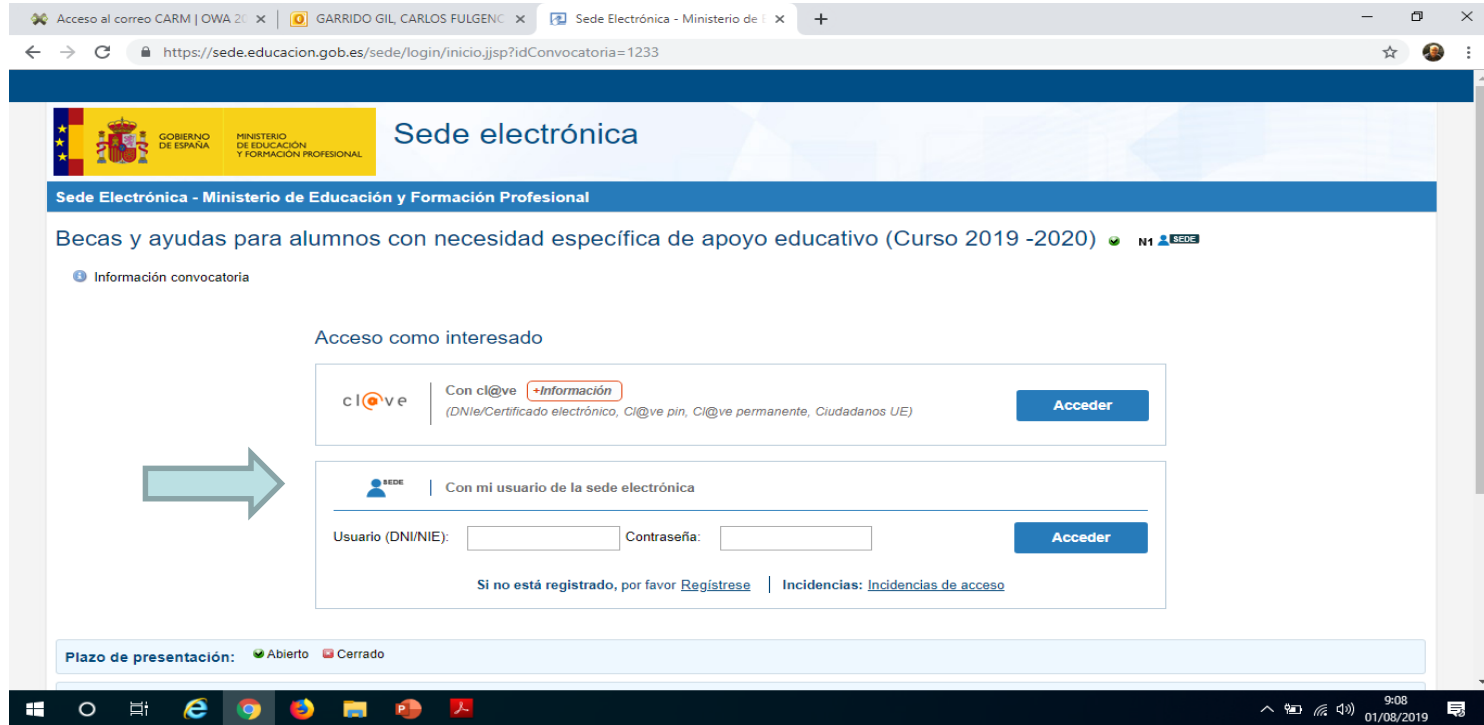 Acceso al correo CARM | OWA 20
GARRIDO GIL, CARLOS FULGENC
Sede Electrónica - Ministerio de E
https://sede.educacion.gob.es/sede/login/inicio.jjsp?idConvocatoria=1233
GOBIERNO
DE ESPAÑA
MINISTERIO
DE EDUCACIÓN
Y FORMACIÓN PROFESIONAL
Sede electrónica
Sede Electrónica - Ministerio de Educación y Formación Profesional
Becas y ayudas para alumnos con necesidad específica de apoyo educativo (Curso 2019 -2020) N1 SEDE
Información convocatoria
Acceso como interesado
cl@ve
Con cl@ve +Información
(DNIe/Certificado electrónico, Cl@ve pin, Cl@ve permanente, Ciudadanos UE)
Acceder
SEDE
Con mi usuario de la sede electrónica
Usuario (DNI/NIE): Contraseña: Acceder
Si no está registrado, por favor Regístrese | Incidencias: Incidencias de acceso
Plazo de presentación: Abierto Cerrado
9:08
01/08/2019